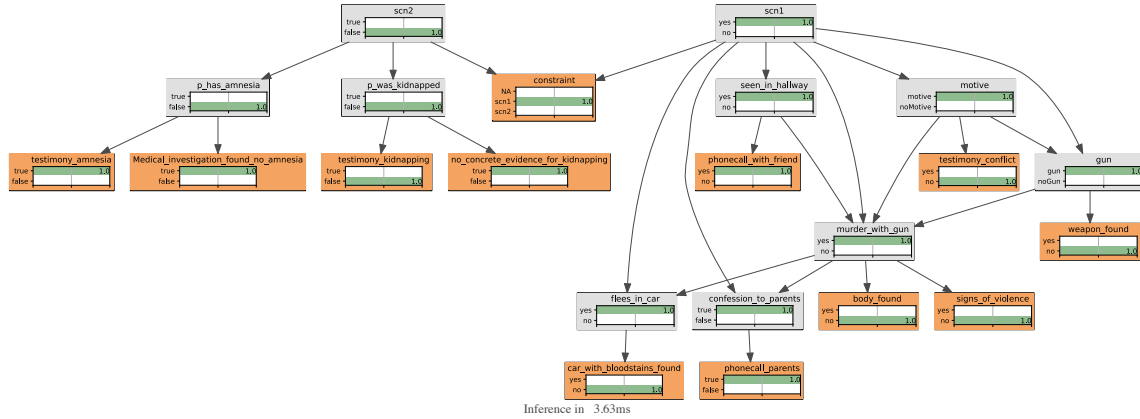 scn2
true
false 1.0
scn1
yes 1.0
no
p_has_amnesia
true
false 1.0
p_was_kidnapped
true
false 1.0
constraint
NA
scn1 1.0
scn2
seen_in_hallway
yes 1.0
no
motive
motive 1.0
noMotive
testimony_amnesia
true 1.0
false
Medical_investigation_found_no_amnesia
true 1.0
false
testimony_kidnapping
true
false 1.0
no_concrete_evidence_for_kidnapping
true 1.0
false
phonecall_with_friend
yes 1.0
no
testimony_conflict
yes
no 1.0
gun
gun 1.0
noGun
murder_with_gun
yes 1.0
no
weapon_found
yes
no 1.0
flees_in_car
yes 1.0
no
confession_to_parents
true 1.0
false
body_found
yes
no 1.0
signs_of_violence
yes
no 1.0
car_with_bloodstains_found
yes
no 1.0
phonecall_parents
true 1.0
false
Inference in 3.63ms